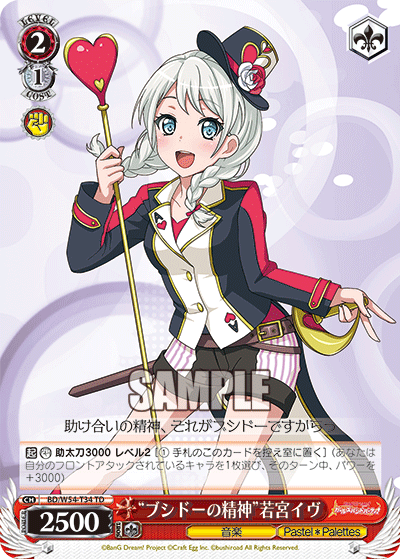 LEVEL
2
1
COST
SAMPLE
助け合いの精神、それがブシドーですからっ
起 助太刀3000 レベル2 [① 手札のこのカードを控え室に置く] (あなたは
自分のフロントアタックされているキャラを1枚選び、そのターン中、パワーを
+3000)
CH BD/W54-T34 TD
2500
“ブシドーの精神”若宮イヴ
音楽
Pastel*Palettes
©BanG Dream! Project ©Craft Egg Inc. ©bushiroad All Rights Reserved.